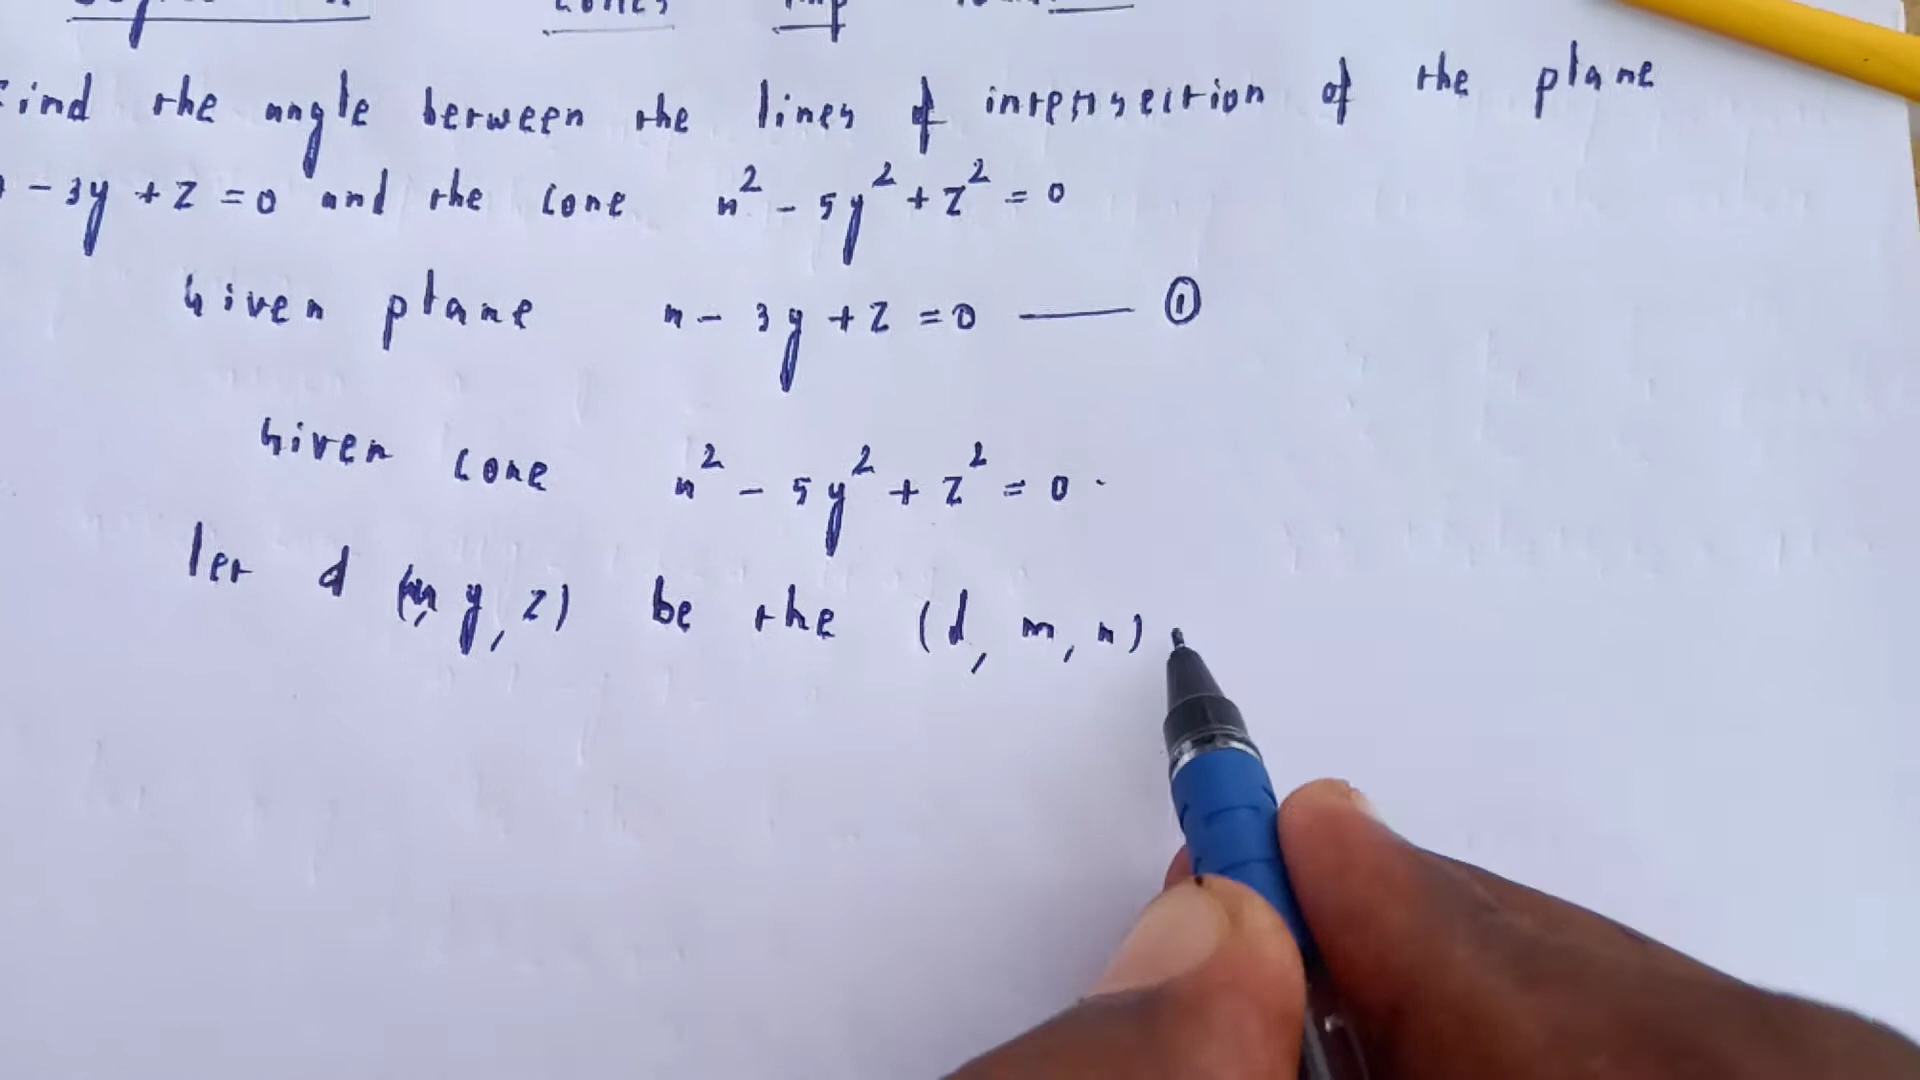 Find the angle between the lines of intersection of the plane
- 3y + z = 0 and the cone x² - 5y² + z² = 0
Given plane x - 3y + z = 0 —— ①
Given cone x² - 5y² + z² = 0 .
let d (x, y, z) be the (d, m, n)